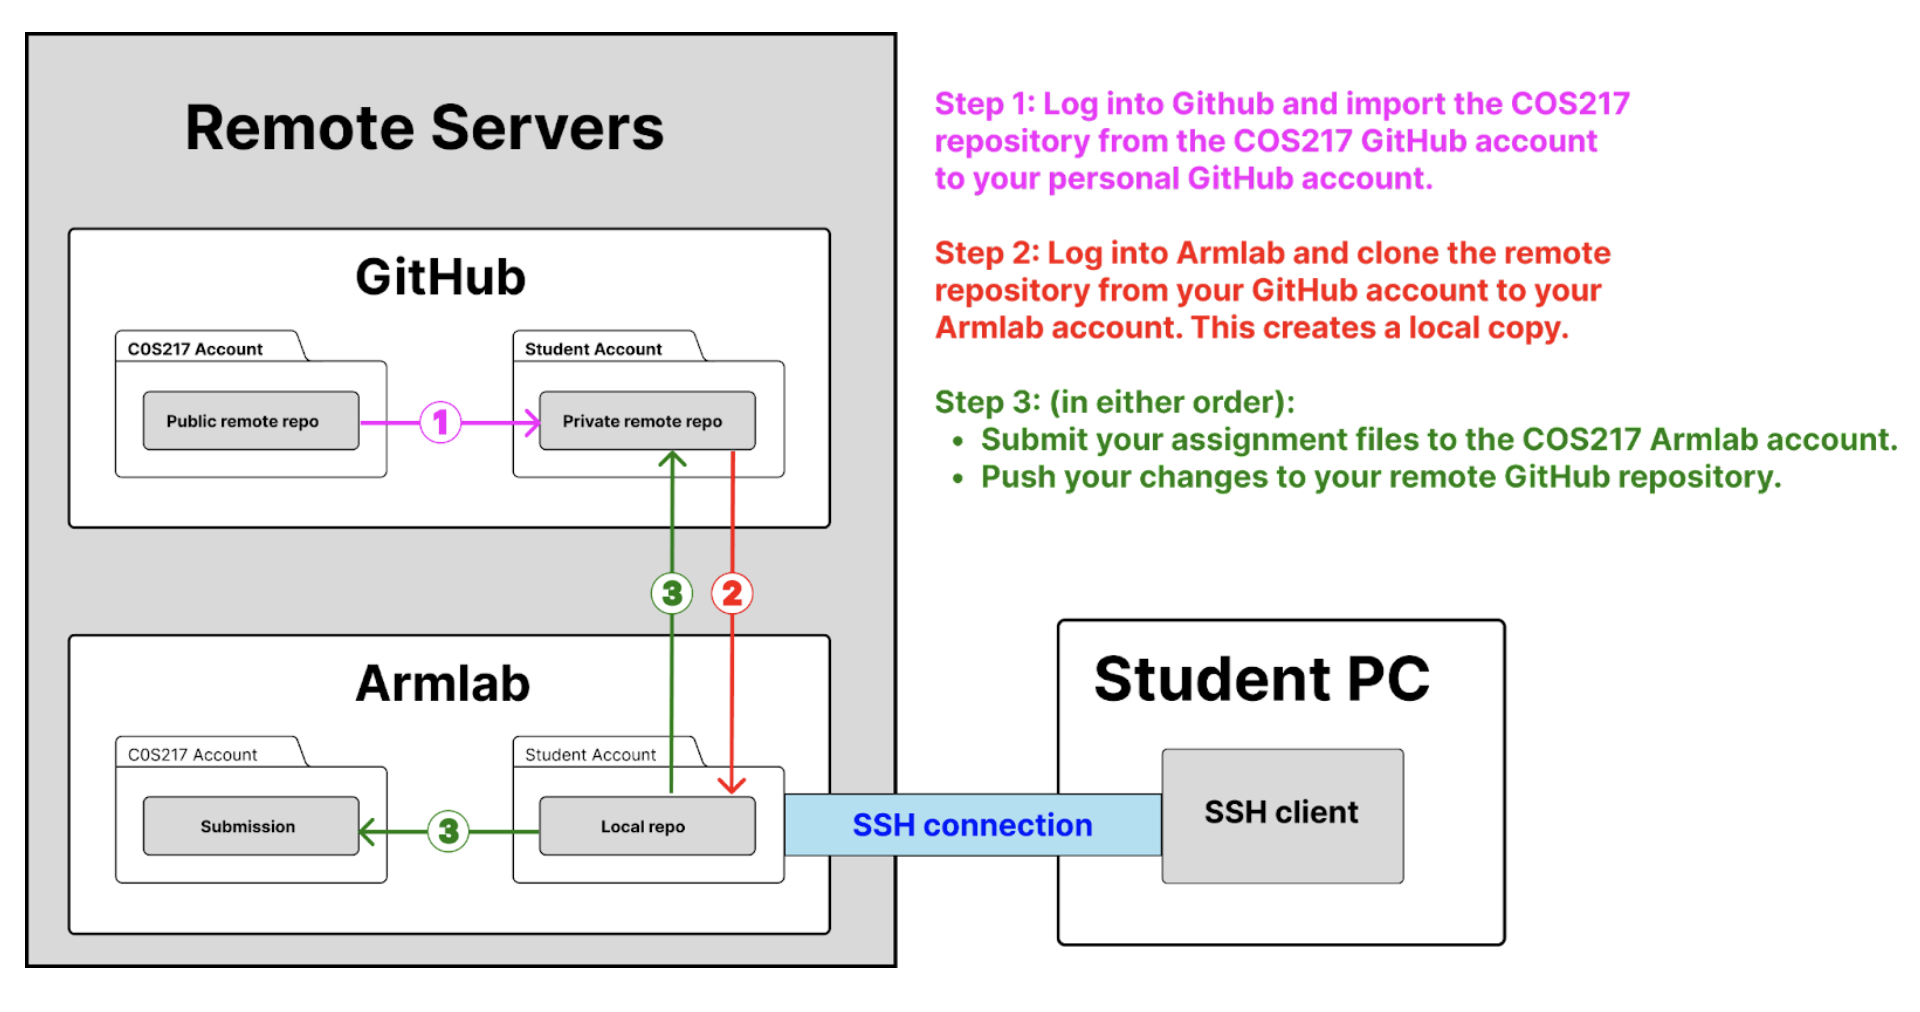 Remote Servers
GitHub
C0S217 Account
Public remote repo
1
Student Account
Private remote repo
3
2
Armlab
C0S217 Account
Submission
3
Student Account
Local repo
SSH connection
Student PC
SSH client
Step 1: Log into Github and import the COS217
repository from the COS217 GitHub account
to your personal GitHub account.
Step 2: Log into Armlab and clone the remote
repository from your GitHub account to your
Armlab account. This creates a local copy.
Step 3: (in either order):
• Submit your assignment files to the COS217 Armlab account.
• Push your changes to your remote GitHub repository.